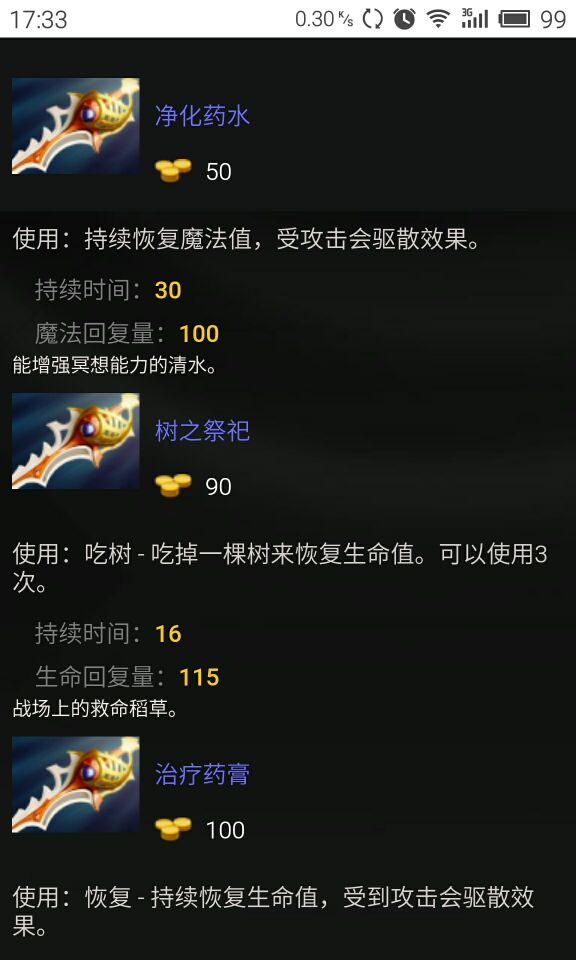 17:33 0.30 K/s 3G 99
净化药水
50
使用：持续恢复魔法值，受攻击会驱散效果。
持续时间：30
魔法回复量：100
能增强冥想能力的清水。
树之祭祀
90
使用：吃树 - 吃掉一棵树来恢复生命值。可以使用3
次。
持续时间：16
生命回复量：115
战场上的救命稻草。
治疗药膏
100
使用：恢复 - 持续恢复生命值，受到攻击会驱散效
果。